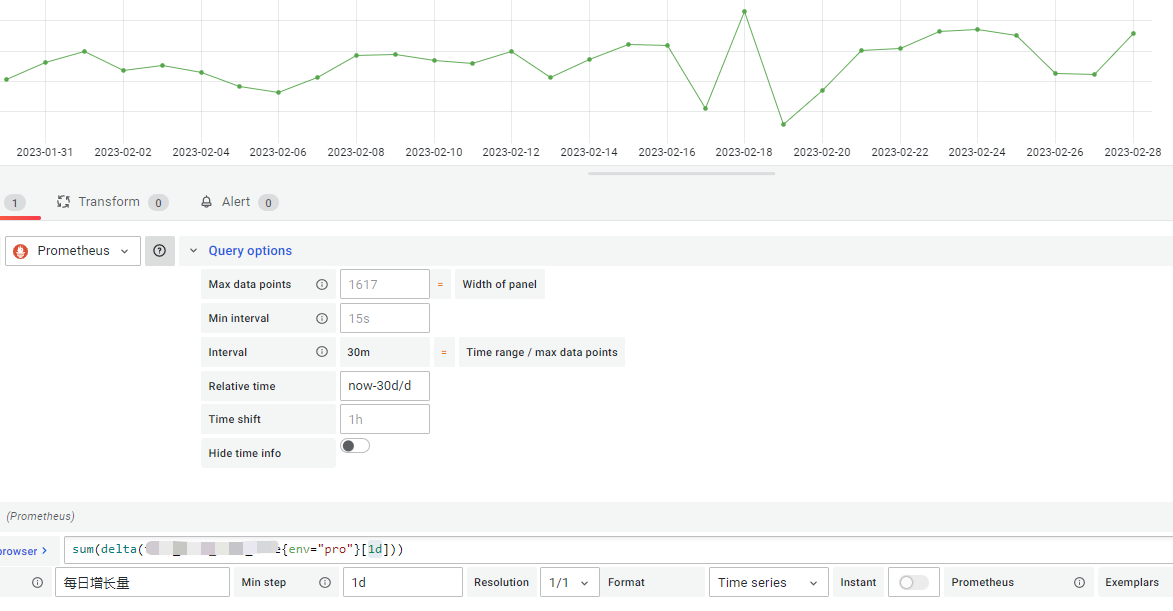 2023-01-31 2023-02-02 2023-02-04 2023-02-06 2023-02-08 2023-02-10 2023-02-12 2023-02-14 2023-02-16 2023-02-18 2023-02-20 2023-02-22 2023-02-24 2023-02-26 2023-02-28
1 Transform 0 Alert 0
Prometheus Query options
Max data points 1617 = Width of panel
Min interval 15s
Interval 30m = Time range / max data points
Relative time now-30d/d
Time shift 1h
Hide time info
(Prometheus)
rowser > sum(delta( {env="pro"}[1d]))
每日增长量 Min step 1d Resolution 1/1 Format Time series Instant Prometheus Exemplars